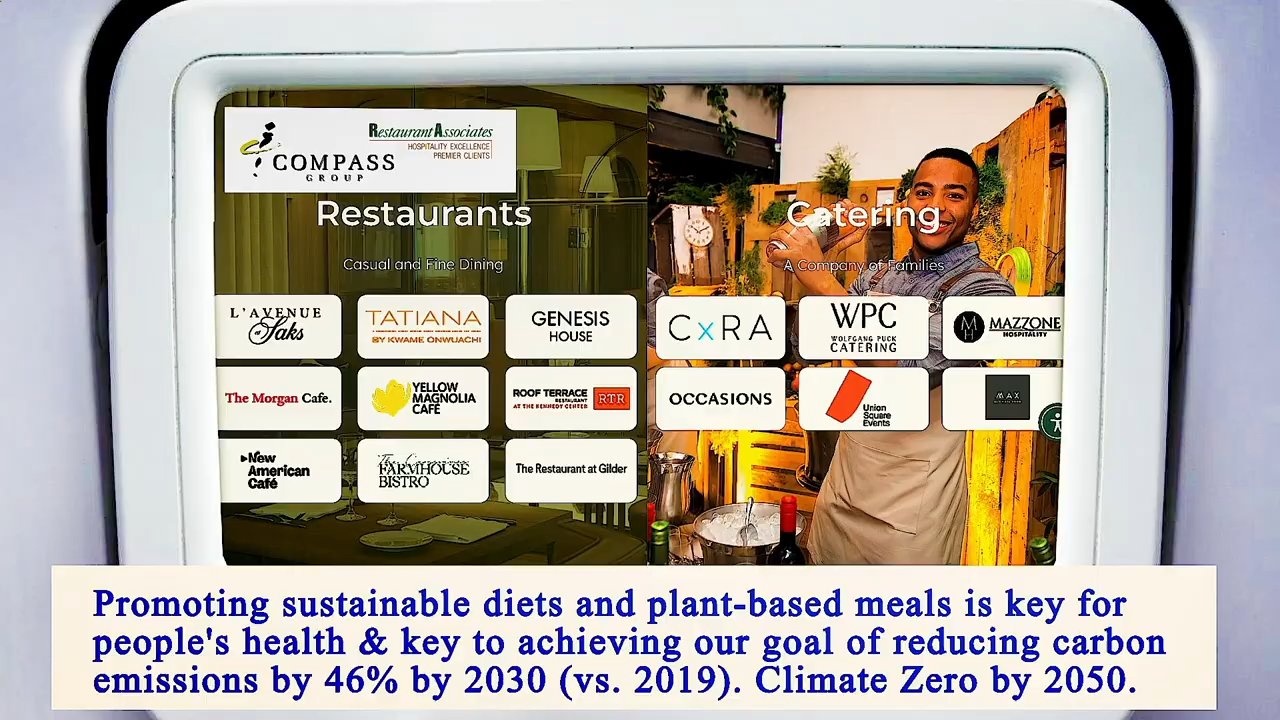 Restaurant Associates
HOSPITALITY EXCELLENCE
PREMIER CLIENTS
COMPASS
GROUP
Restaurants
Casual and Fine Dining
L'AVENUE
Saks
TATIANA
BY KWAME ONWUACHI
GENESIS
HOUSE
The Morgan Cafe.
YELLOW
MAGNOLIA
CAFÉ
ROOF TERRACE
RESTAURANT
AT THE KENNEDY CENTER
RTR
New
American
Café
FARMHOUSE
BISTRO
The Restaurant at Gilder
Catering
A Company of Families
CxRA
WPC
WOLFGANG PUCK
CATERING
M
H
MAZZONE
HOSPITALITY
OCCASIONS
Union
Square
Events
MAX
Promoting sustainable diets and plant-based meals is key for
people's health & key to achieving our goal of reducing carbon
emissions by 46% by 2030 (vs. 2019). Climate Zero by 2050.